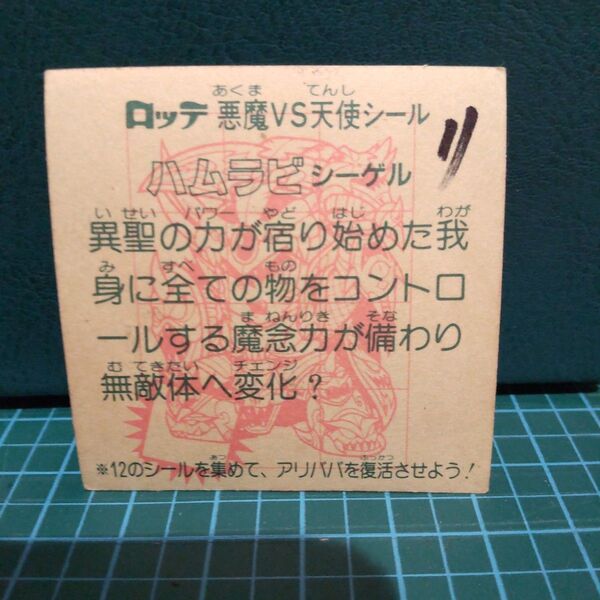 あくま てんし
ロッテ 悪魔VS天使シール
ハムラビシーゲル
いせい パワー やど はじ わが
異聖の力が宿り始めた我
み すべ もの
身に全ての物をコントロ
ま ねんりき そな
ールする魔念力が備わり
む てきたい チェンジ
無敵体へ変化?
あつ ふっかつ
※12のシールを集めて、アリババを復活させよう!